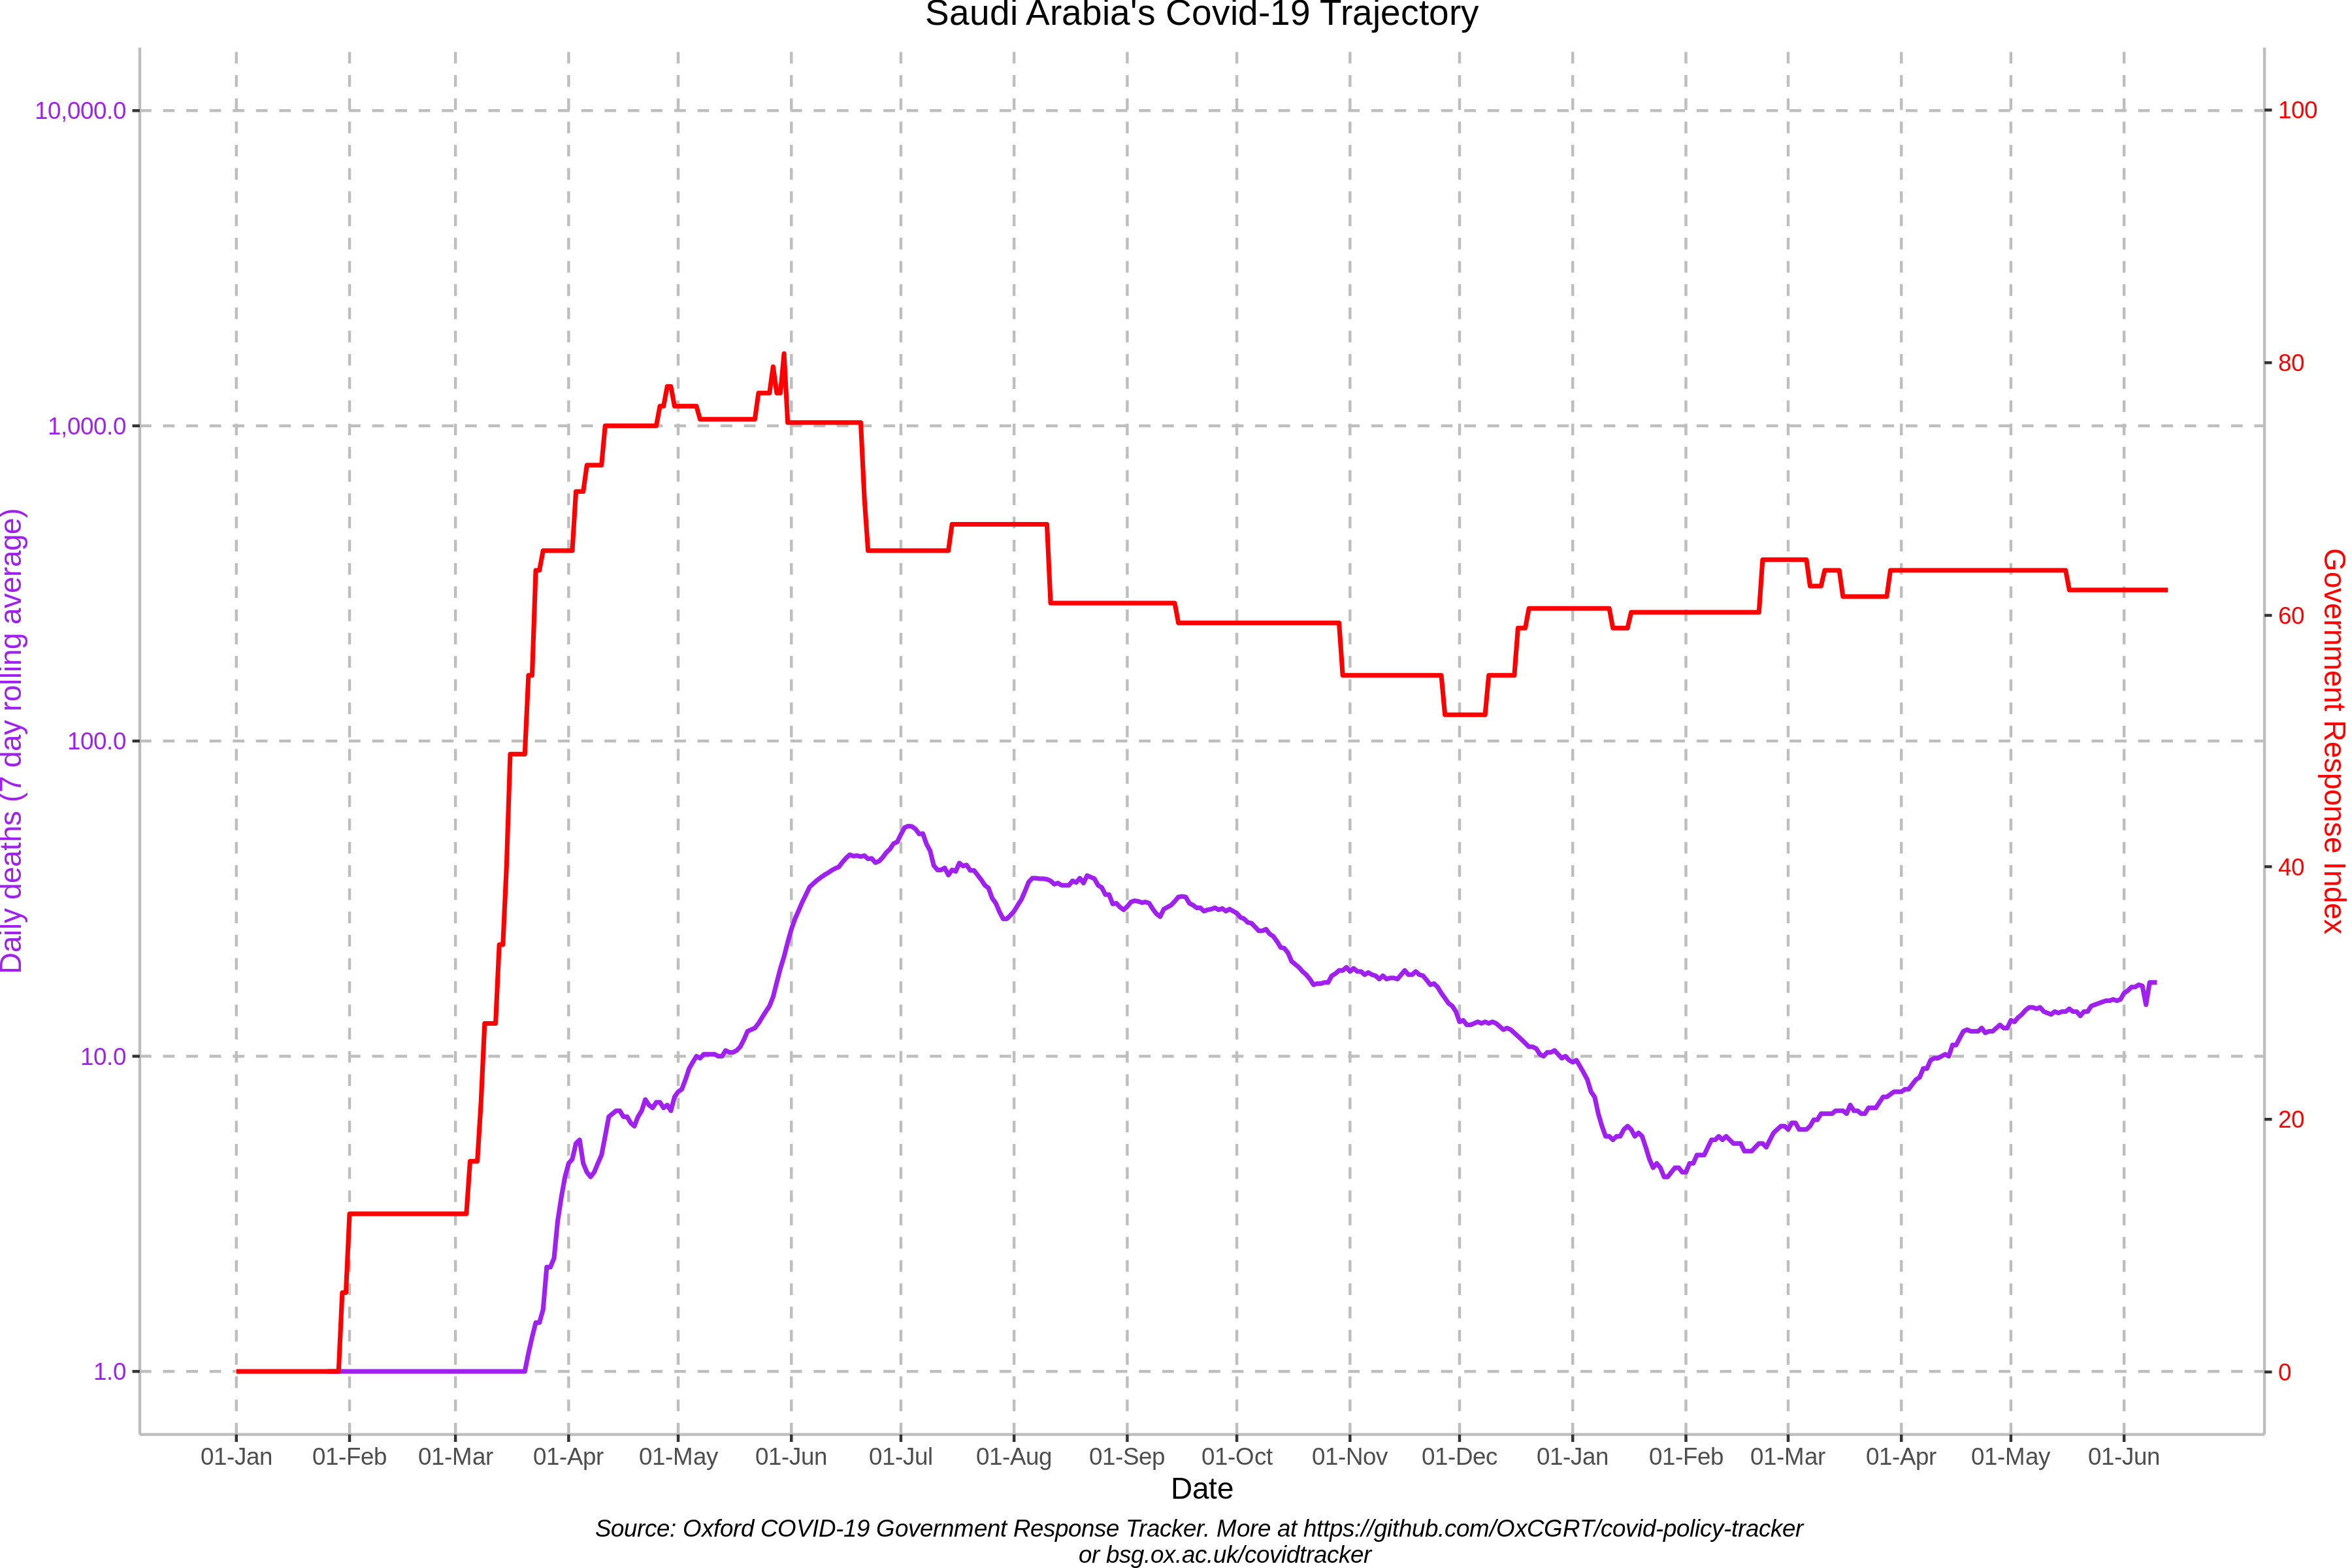 Saudi Arabia's Covid-19 Trajectory
10,000.0
1,000.0
100.0
10.0
1.0
Daily deaths (7 day rolling average)
100
80
60
40
20
0
Government Response Index
01-Jan 01-Feb 01-Mar 01-Apr 01-May 01-Jun 01-Jul 01-Aug 01-Sep 01-Oct 01-Nov 01-Dec 01-Jan 01-Feb 01-Mar 01-Apr 01-May 01-Jun
Date
Source: Oxford COVID-19 Government Response Tracker. More at https://github.com/OxCGRT/covid-policy-tracker
or bsg.ox.ac.uk/covidtracker